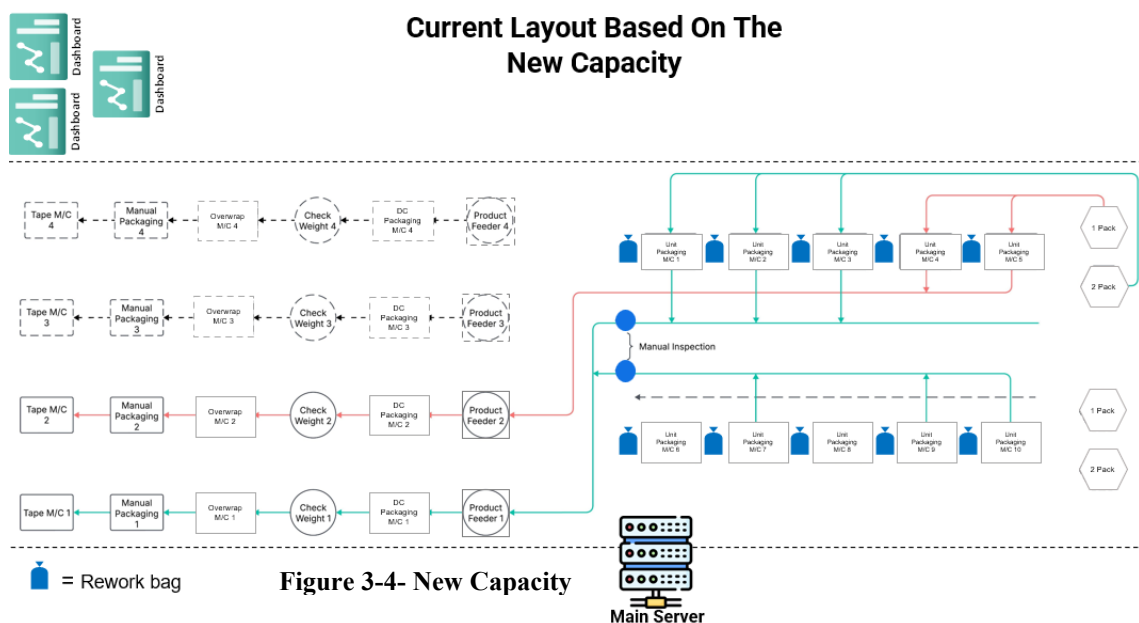 Current Layout Based On The
New Capacity
Dashboard
Dashboard
Dashboard
Tape M/C
4
Manual
Packaging
4
Overwrap
M/C 4
Check
Weight 4
DC
Packaging
M/C 4
Product
Feeder 4
Unit
Packaging
M/C 1
Unit
Packaging
M/C 2
Unit
Packaging
M/C 3
Unit
Packaging
M/C 4
Unit
Packaging
M/C 5
1 Pack
2 Pack
Tape M/C
3
Manual
Packaging
3
Overwrap
M/C 3
Check
Weight 3
DC
Packaging
M/C 3
Product
Feeder 3
Manual Inspection
Tape M/C
2
Manual
Packaging
2
Overwrap
M/C 2
Check
Weight 2
DC
Packaging
M/C 2
Product
Feeder 2
Unit
Packaging
M/C 6
Unit
Packaging
M/C 7
Unit
Packaging
M/C 8
Unit
Packaging
M/C 9
Unit
Packaging
M/C 10
1 Pack
2 Pack
Tape M/C 1
Manual
Packaging
1
Overwrap
M/C 1
Check
Weight 1
DC
Packaging
M/C 1
Product
Feeder 1
= Rework bag
Figure 3-4- New Capacity
Main Server